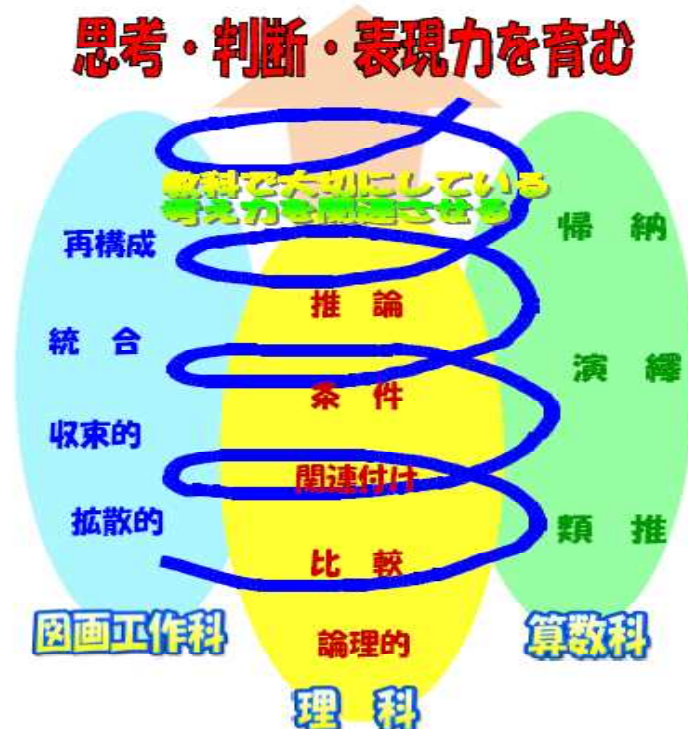 思考・判断・表現力を育む
教科で大切にしている
考え力を関連させる
再構成
統合
収束的
拡散的
図画工作科
推論
条件
関連付け
比較
論理的
理科
帰納
演繹
類推
算数科